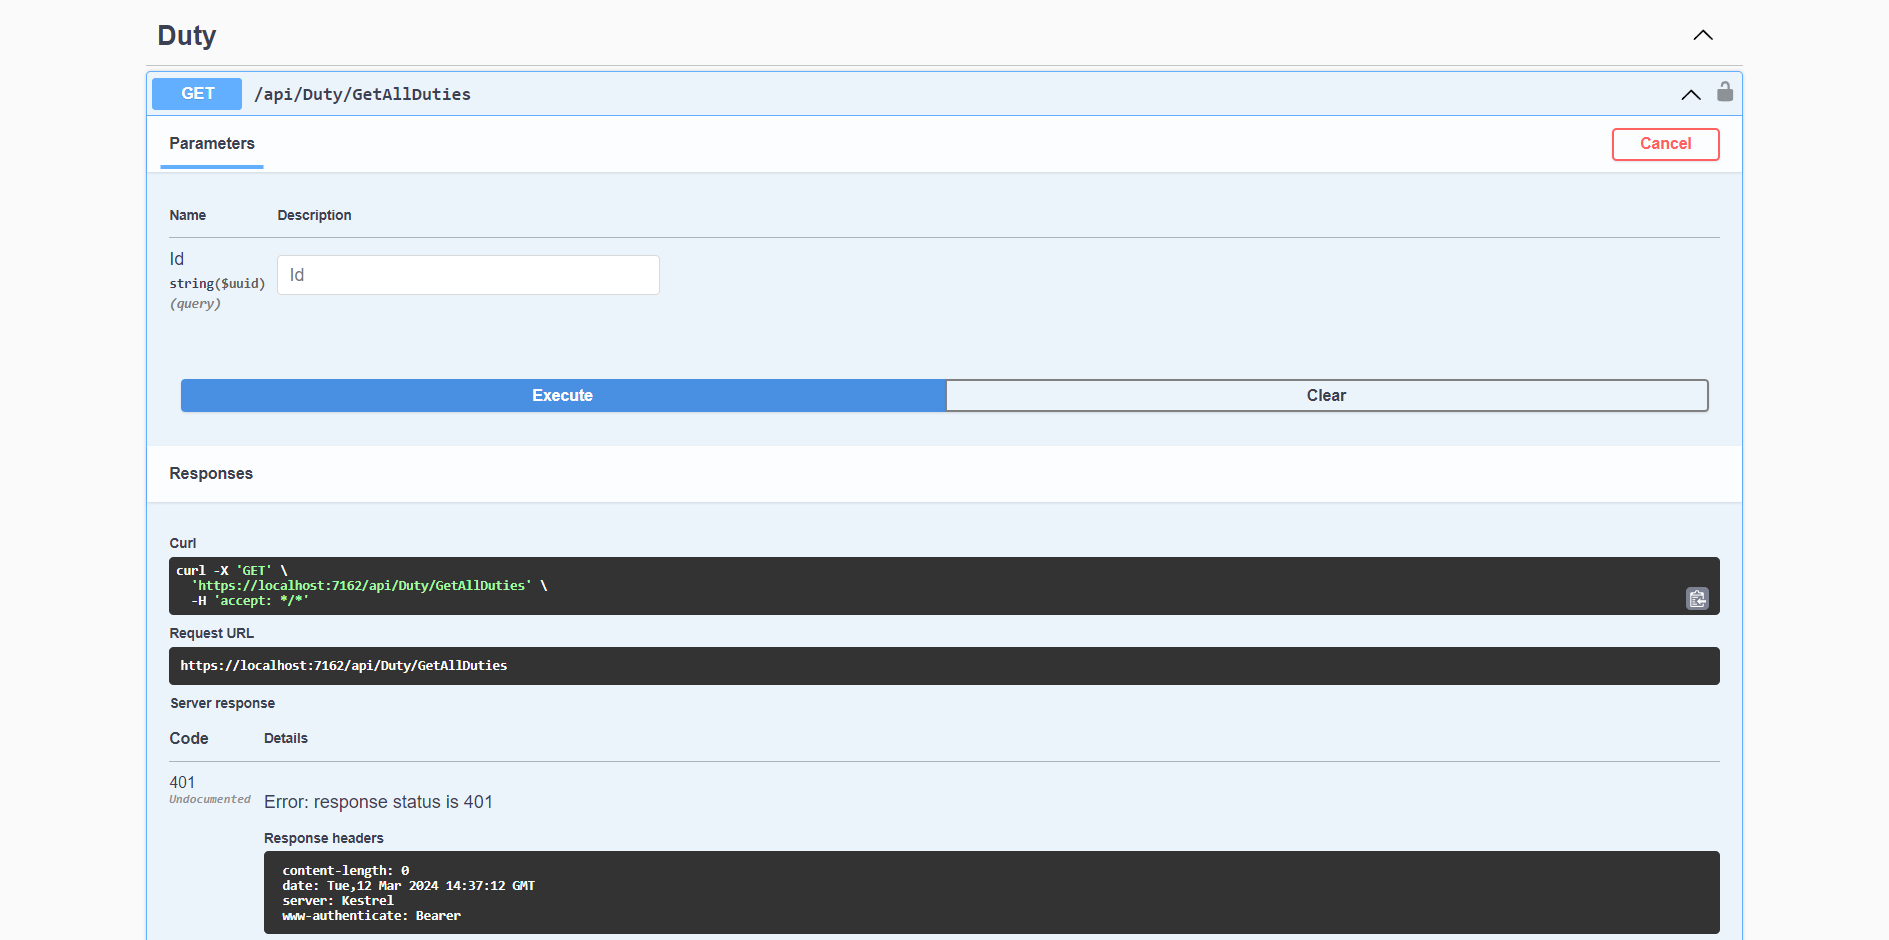 Duty
GET /api/Duty/GetAllDuties
Parameters
Cancel
Name Description
Id
string($uuid)
(query)
Id
Execute Clear
Responses
Curl
curl -X 'GET' \
'https://localhost:7162/api/Duty/GetAllDuties' \
-H 'accept: */*'
Request URL
https://localhost:7162/api/Duty/GetAllDuties
Server response
Code Details
401
Undocumented
Error: response status is 401
Response headers
content-length: 0
date: Tue,12 Mar 2024 14:37:12 GMT
server: Kestrel
www-authenticate: Bearer